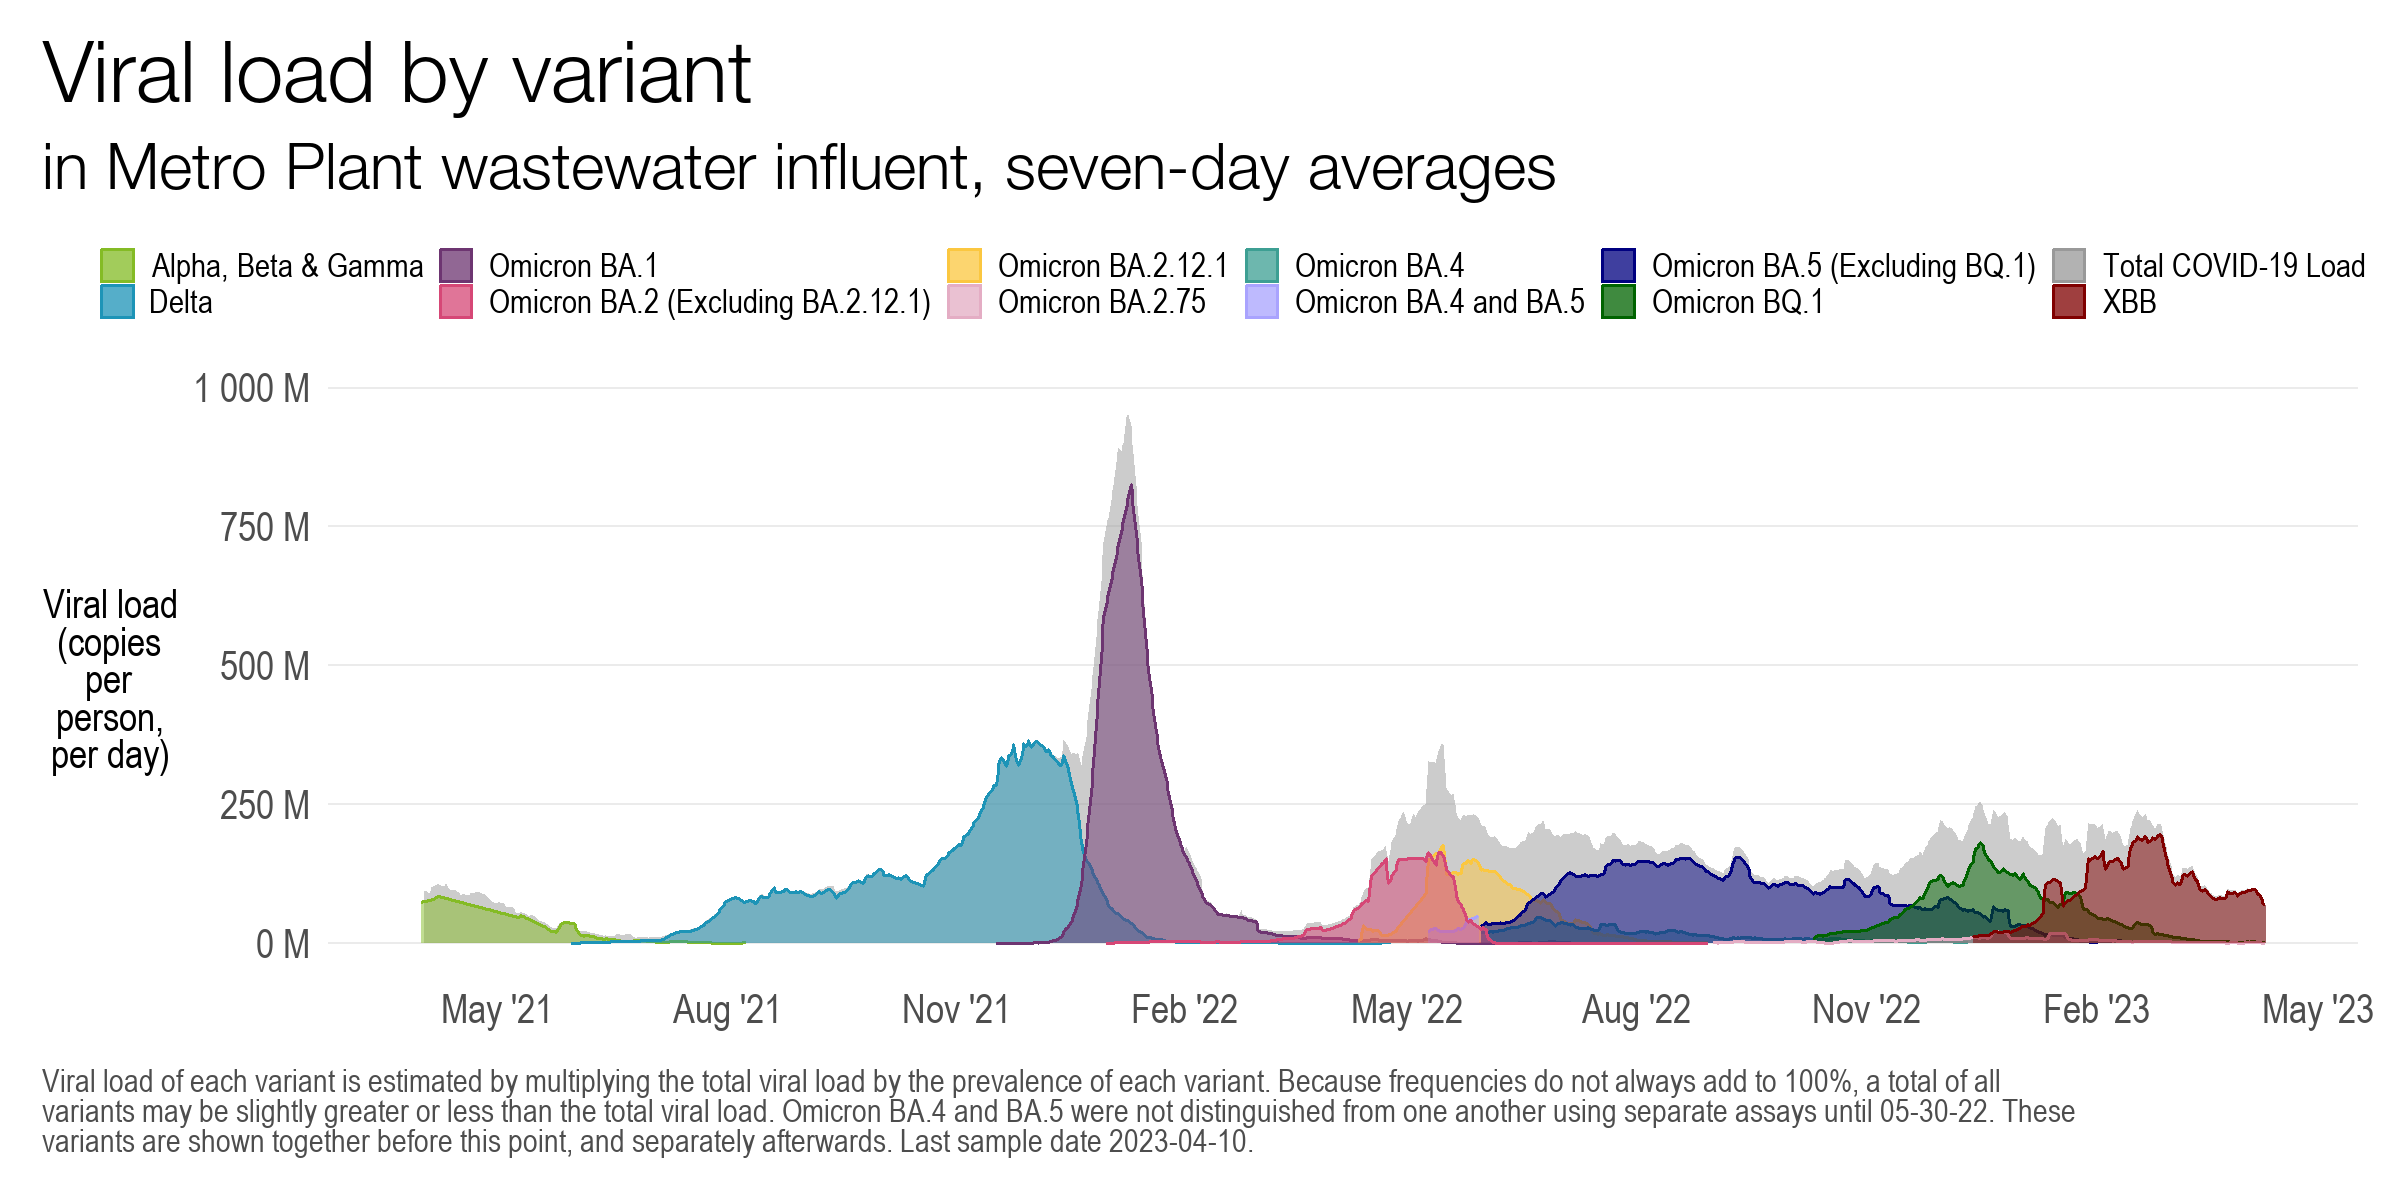 Viral load by variant
in Metro Plant wastewater influent, seven-day averages
Alpha, Beta & Gamma
Delta
Omicron BA.1
Omicron BA.2 (Excluding BA.2.12.1)
Omicron BA.2.12.1
Omicron BA.2.75
Omicron BA.4
Omicron BA.4 and BA.5
Omicron BA.5 (Excluding BQ.1)
Omicron BQ.1
Total COVID-19 Load
XBB
1 000 M
750 M
500 M
250 M
0 M
Viral load
(copies
per
person,
per day)
May '21
Aug '21
Nov '21
Feb '22
May '22
Aug '22
Nov '22
Feb '23
May '23
Viral load of each variant is estimated by multiplying the total viral load by the prevalence of each variant. Because frequencies do not always add to 100%, a total of all
variants may be slightly greater or less than the total viral load. Omicron BA.4 and BA.5 were not distinguished from one another using separate assays until 05-30-22. These
variants are shown together before this point, and separately afterwards. Last sample date 2023-04-10.